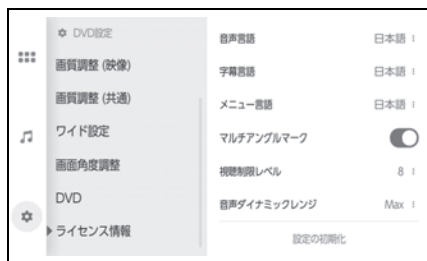 DVD設定
画質調整 (映像)
画質調整 (共通)
ワイド設定
画面角度調整
DVD
ライセンス情報
音声言語 日本語
字幕言語 日本語
メニュー言語 日本語
マルチアングルマーク
視聴制限レベル 8
音声ダイナミックレンジ Max
設定の初期化